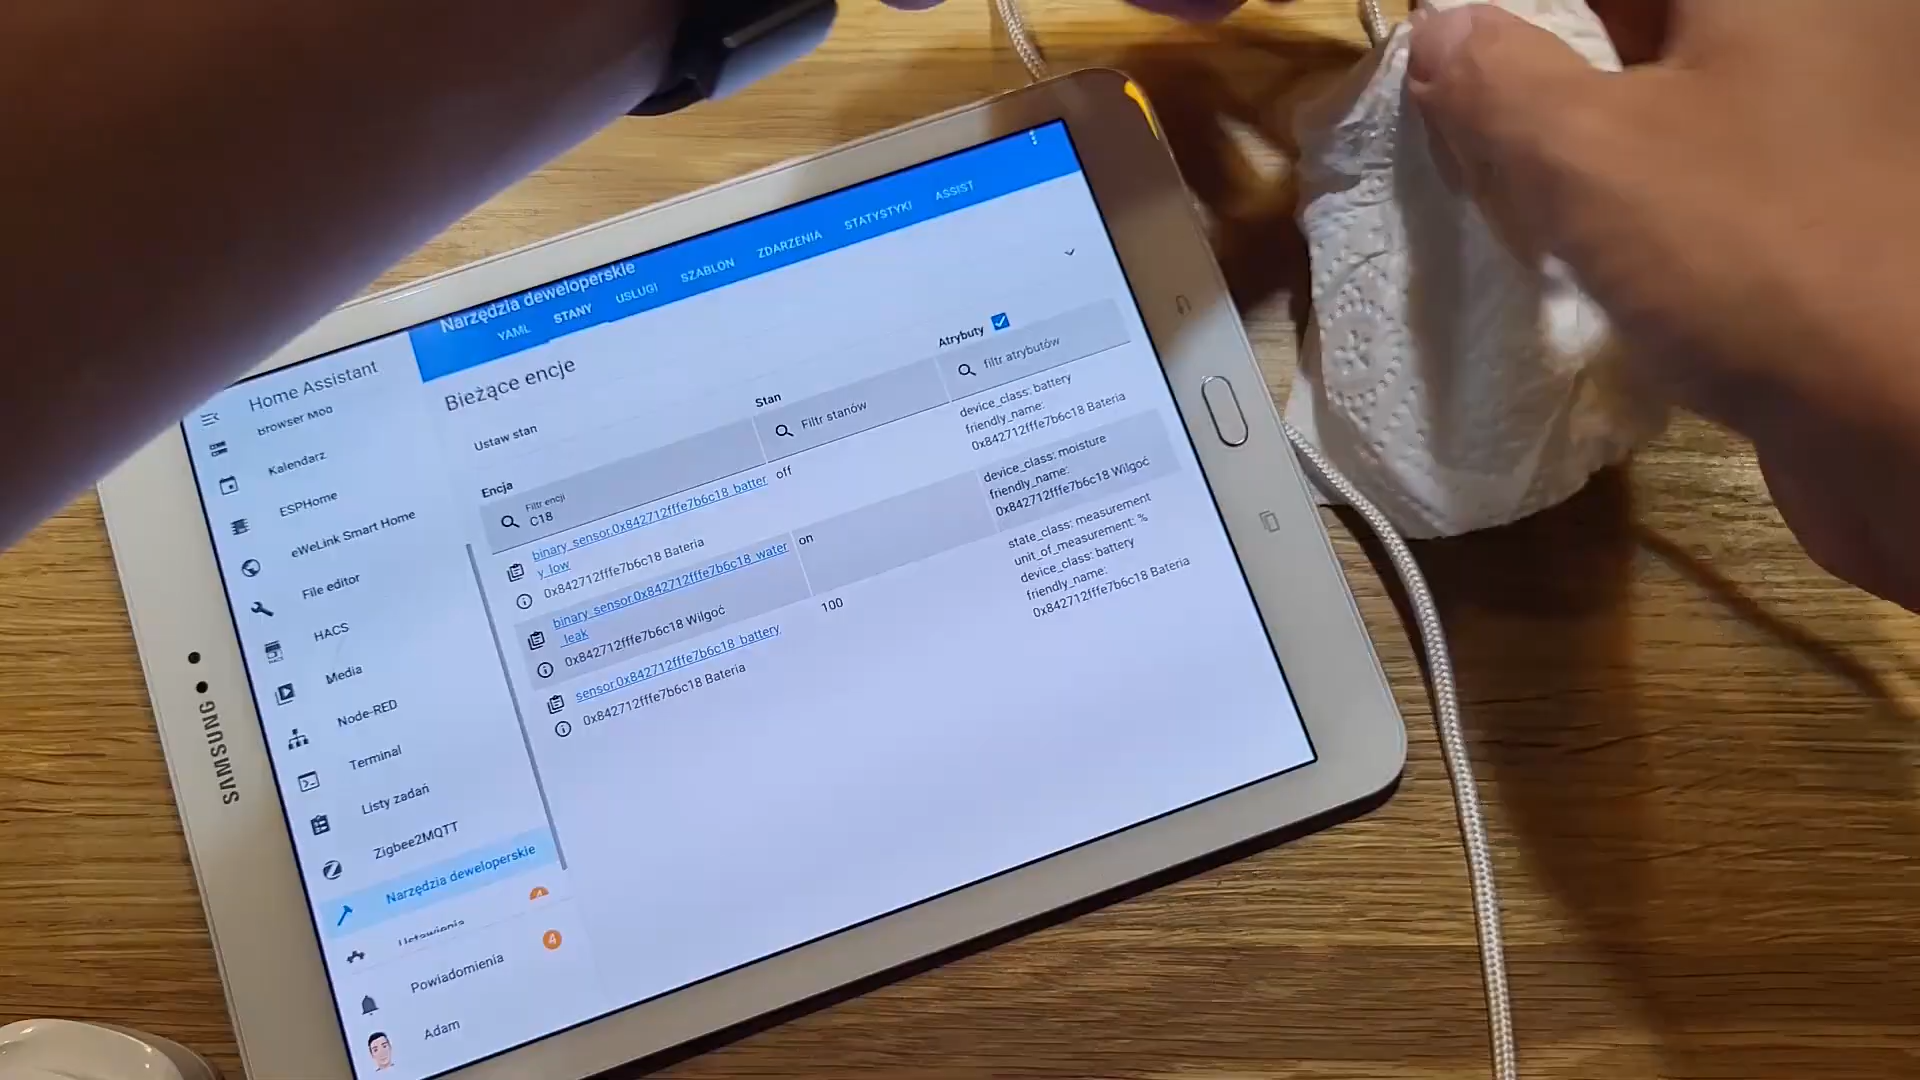 Home Assistant
Browser Mod
Kalendarz
ESPHome
eWeLink Smart Home
File editor
HACS
Media
Node-RED
Terminal
Listy zadań
Zigbee2MQTT
Narzędzia deweloperskie
Ustawienia
4
Powiadomienia
4
Adam
SAMSUNG
Narzędzia deweloperskie
YAML STANY USŁUGI SZABLON ZDARZENIA STATYSTYKI ASSIST
Bieżące encje
Ustaw stan
Encja Stan Atrybuty
Filtr encji
C18
Filtr stanów
filtr atrybutów
binary_sensor.0x842712fffe7b6c18_batter
y_low
0x842712fffe7b6c18 Bateria
off
device_class: battery
friendly_name:
0x842712fffe7b6c18 Bateria
binary_sensor.0x842712fffe7b6c18_water
_leak
0x842712fffe7b6c18 Wilgoć
on
device_class: moisture
friendly_name:
0x842712fffe7b6c18 Wilgoć
sensor.0x842712fffe7b6c18_battery
0x842712fffe7b6c18 Bateria
100
state_class: measurement
unit_of_measurement: %
device_class: battery
friendly_name:
0x842712fffe7b6c18 Bateria